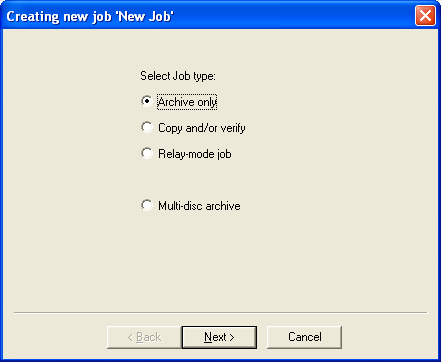 Creating new job 'New Job'
Select Job type:
Archive only
Copy and/or verify
Relay-mode job
Multi-disc archive
< Back Next > Cancel